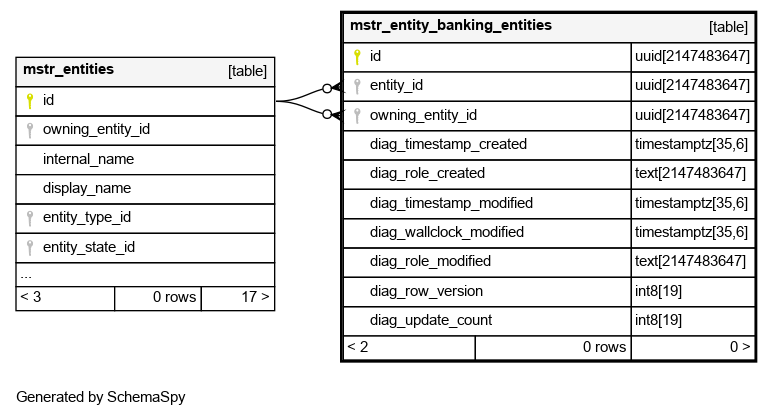 mstr_entities [table]
id
owning_entity_id
internal_name
display_name
entity_type_id
entity_state_id
...
< 3 0 rows 17 >
mstr_entity_banking_entities [table]
id uuid[2147483647]
entity_id uuid[2147483647]
owning_entity_id uuid[2147483647]
diag_timestamp_created timestamptz[35,6]
diag_role_created text[2147483647]
diag_timestamp_modified timestamptz[35,6]
diag_wallclock_modified timestamptz[35,6]
diag_role_modified text[2147483647]
diag_row_version int8[19]
diag_update_count int8[19]
< 2 0 rows 0 >
Generated by SchemaSpy